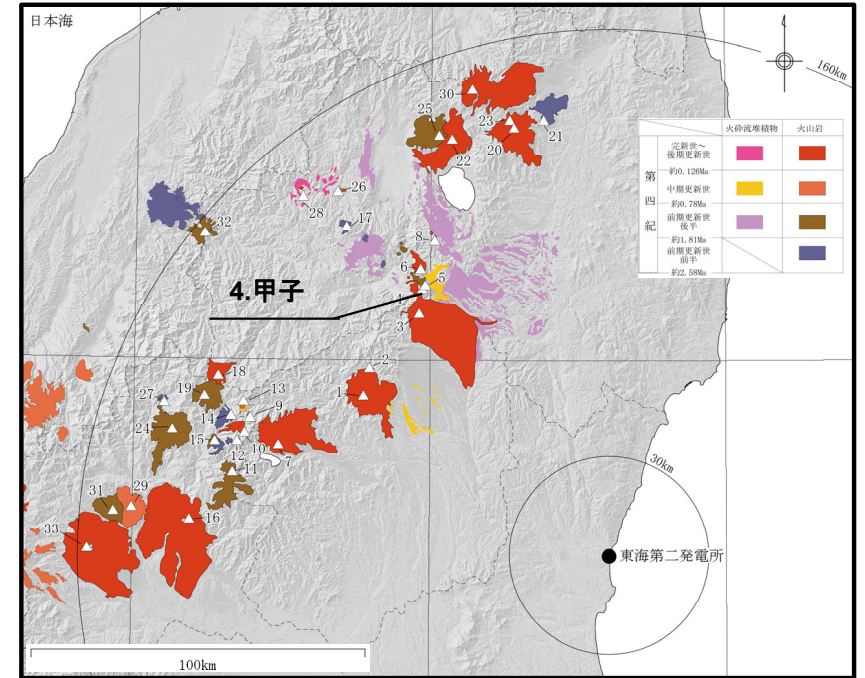 日本海
160km
30
25
23
21
20
22
火砕流堆積物
火山岩
第四紀
完新世～
後期更新世
約0.126Ma
中期更新世
約0.78Ma
前期更新世
後半
約1.81Ma
前期更新世
前半
約2.58Ma
26
28
17
32
8
6
5
4
4.甲子
3
2
18
1
19
13
27
14
9
24
15
10
12
7
11
30km
31
29
16
33
東海第二発電所
100km